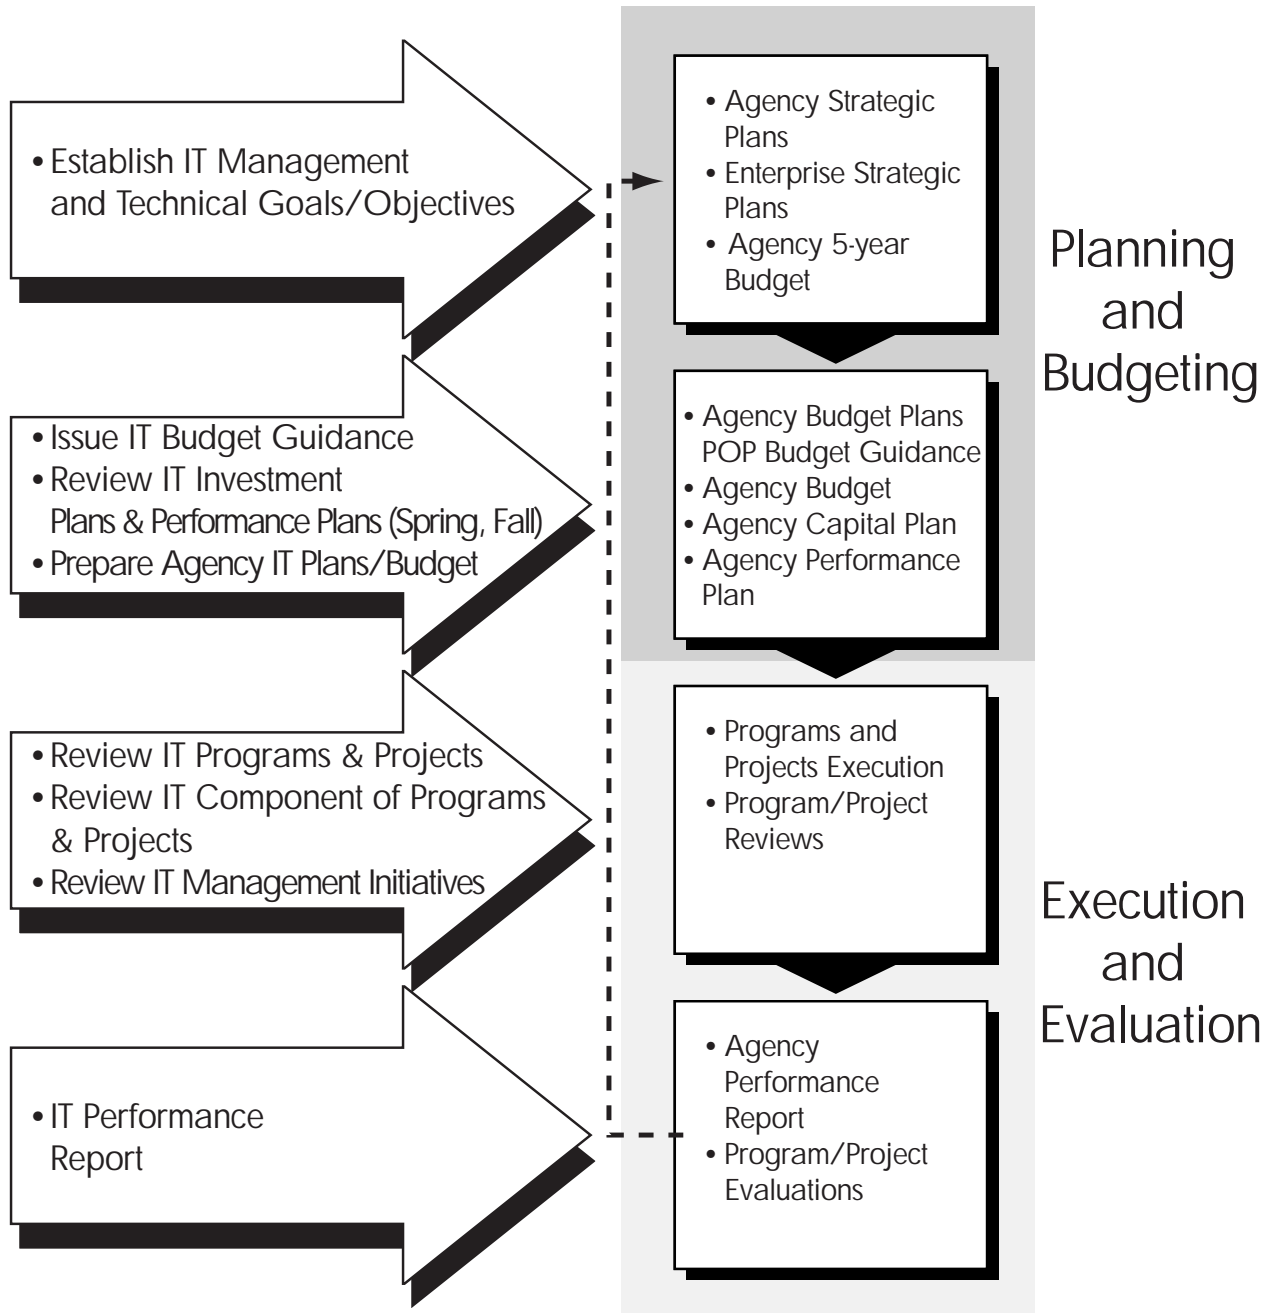 • Establish IT Management
and Technical Goals/Objectives
• Agency Strategic
Plans
• Enterprise Strategic
Plans
• Agency 5-year
Budget
Planning
and
Budgeting
• Issue IT Budget Guidance
• Review IT Investment
Plans & Performance Plans (Spring, Fall)
• Prepare Agency IT Plans/Budget
• Agency Budget Plans
POP Budget Guidance
• Agency Budget
• Agency Capital Plan
• Agency Performance
Plan
• Review IT Programs & Projects
• Review IT Component of Programs
& Projects
• Review IT Management Initiatives
• Programs and
Projects Execution
• Program/Project
Reviews
Execution
and
Evaluation
• IT Performance
Report
• Agency
Performance
Report
• Program/Project
Evaluations